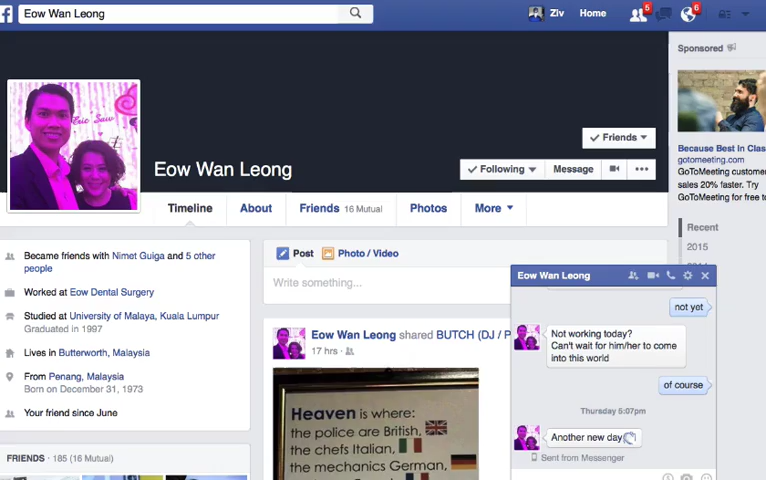 Eow Wan Leong
Ziv
Home
5
6
Sponsored
Eric Saw
Friends
Eow Wan Leong
Following
Message
Because Best In Clas
gotomeeting.com
GoToMeeting custome
sales 20% faster. Try
GoToMeeting for free to
Timeline
About
Friends 16 Mutual
Photos
More
Recent
2015
Became friends with Nimet Guiga and 5 other
people
Worked at Eow Dental Surgery
Studied at University of Malaya, Kuala Lumpur
Graduated in 1997
Lives in Butterworth, Malaysia
From Penang, Malaysia
Born on December 31, 1973
Your friend since June
FRIENDS · 185 (16 Mutual)
Post
Photo / Video
Write something...
Eow Wan Leong shared BUTCH (DJ / P
17 hrs ·
Heaven is where:
the police are British,
the chefs Italian,
the mechanics German,
Eow Wan Leong
not yet
Not working today?
Can't wait for him/her to come
into this world
of course
Thursday 5:07pm
Another new day
Sent from Messenger